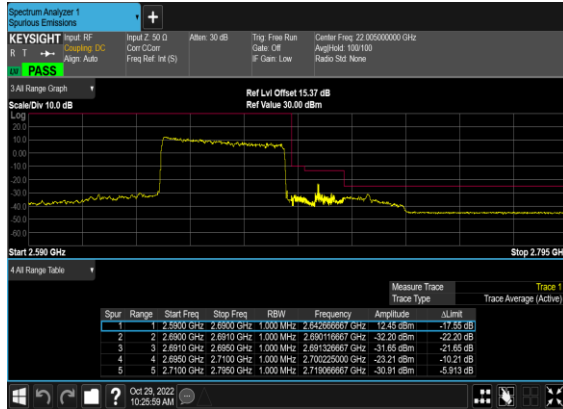 Spectrum Analyzer 1
Spurious Emissions
+
KEYSIGHT Input: RF Input Z: 50 Ω Atten: 30 dB Trig: Free Run Center Freq: 22.005000000 GHz
R T Coupling: DC Corr CCorr Gate: Off Avg|Hold: 100/100
Align: Auto Freq Ref: Int (S) IF Gain: Low Radio Std: None
PASS
3 All Range Graph Ref Lvl Offset 15.37 dB
Scale/Div 10.0 dB Ref Value 30.00 dBm
Log
20.0
10.0
0.00
-10.0
-20.0
-30.0
-40.0
-50.0
-60.0
Start 2.590 GHz Stop 2.795 GH
4 All Range Table
Measure Trace Trace 1
Trace Type Trace Average (Active)
Spur Range Start Freq Stop Freq RBW Frequency Amplitude ΔLimit
1 1 2.5900 GHz 2.6900 GHz 1.000 MHz 2.642666667 GHz 12.45 dBm -17.55 dB
2 2 2.6900 GHz 2.6910 GHz 1.000 MHz 2.690116667 GHz -32.20 dBm -22.20 dB
3 3 2.6910 GHz 2.6950 GHz 1.000 MHz 2.691326667 GHz -31.65 dBm -21.65 dB
4 4 2.6950 GHz 2.7100 GHz 1.000 MHz 2.700225000 GHz -23.21 dBm -10.21 dB
5 5 2.7100 GHz 2.7950 GHz 1.000 MHz 2.719066667 GHz -30.91 dBm -5.913 dB
? Oct 29, 2022
10:25:59 AM